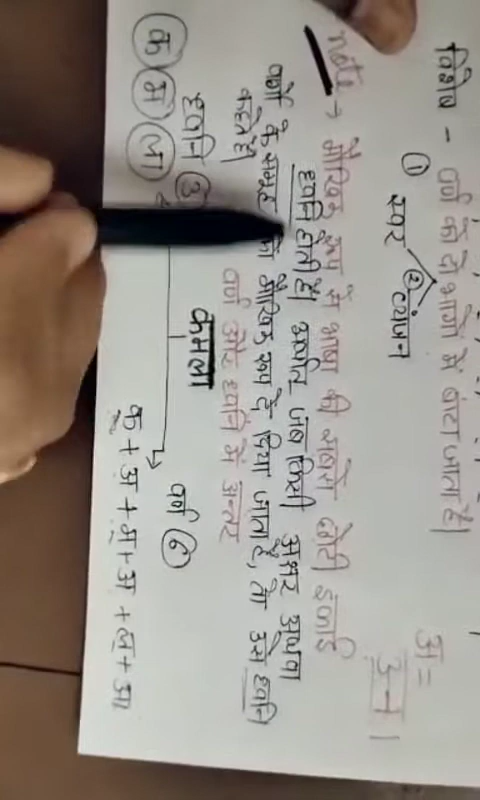 विशेष - वर्ण को दो भागों में बांटा जाता है।
① स्वर ② व्यंजन
अ =
Note → मौखिक रूप में भाषा की सबसे छोटी इकाई
ध्वनि होती है। अर्थात् जब किसी अक्षर अथवा
वर्णो के समूह को मौखिक रूप दे दिया जाता है, तो उसे ध्वनि
कहते है।
वर्ण और ध्वनि में अन्तर
कमला
ध्वनि ③ वर्ण ⑥
क म ला क् + अ + म् + अ + ल् + आ